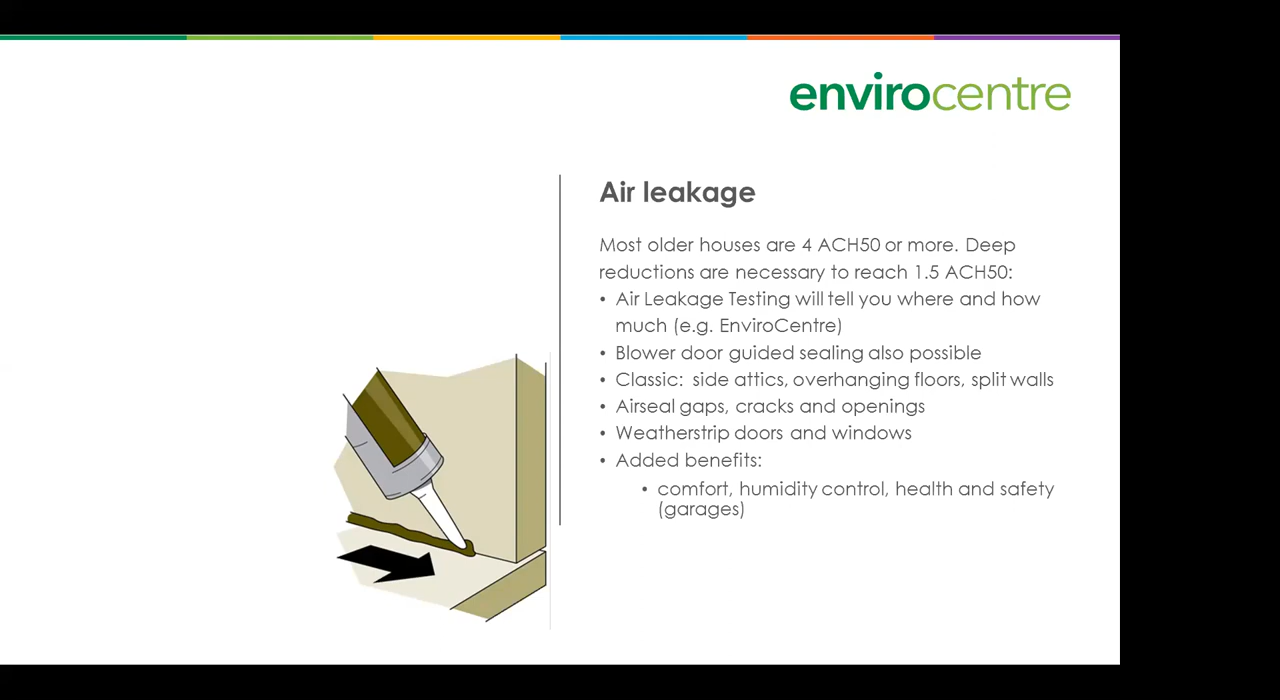 envirocentre
Air leakage
Most older houses are 4 ACH50 or more. Deep
reductions are necessary to reach 1.5 ACH50:
• Air Leakage Testing will tell you where and how
much (e.g. EnviroCentre)
• Blower door guided sealing also possible
• Classic: side attics, overhanging floors, split walls
• Airseal gaps, cracks and openings
• Weatherstrip doors and windows
• Added benefits:
• comfort, humidity control, health and safety
(garages)